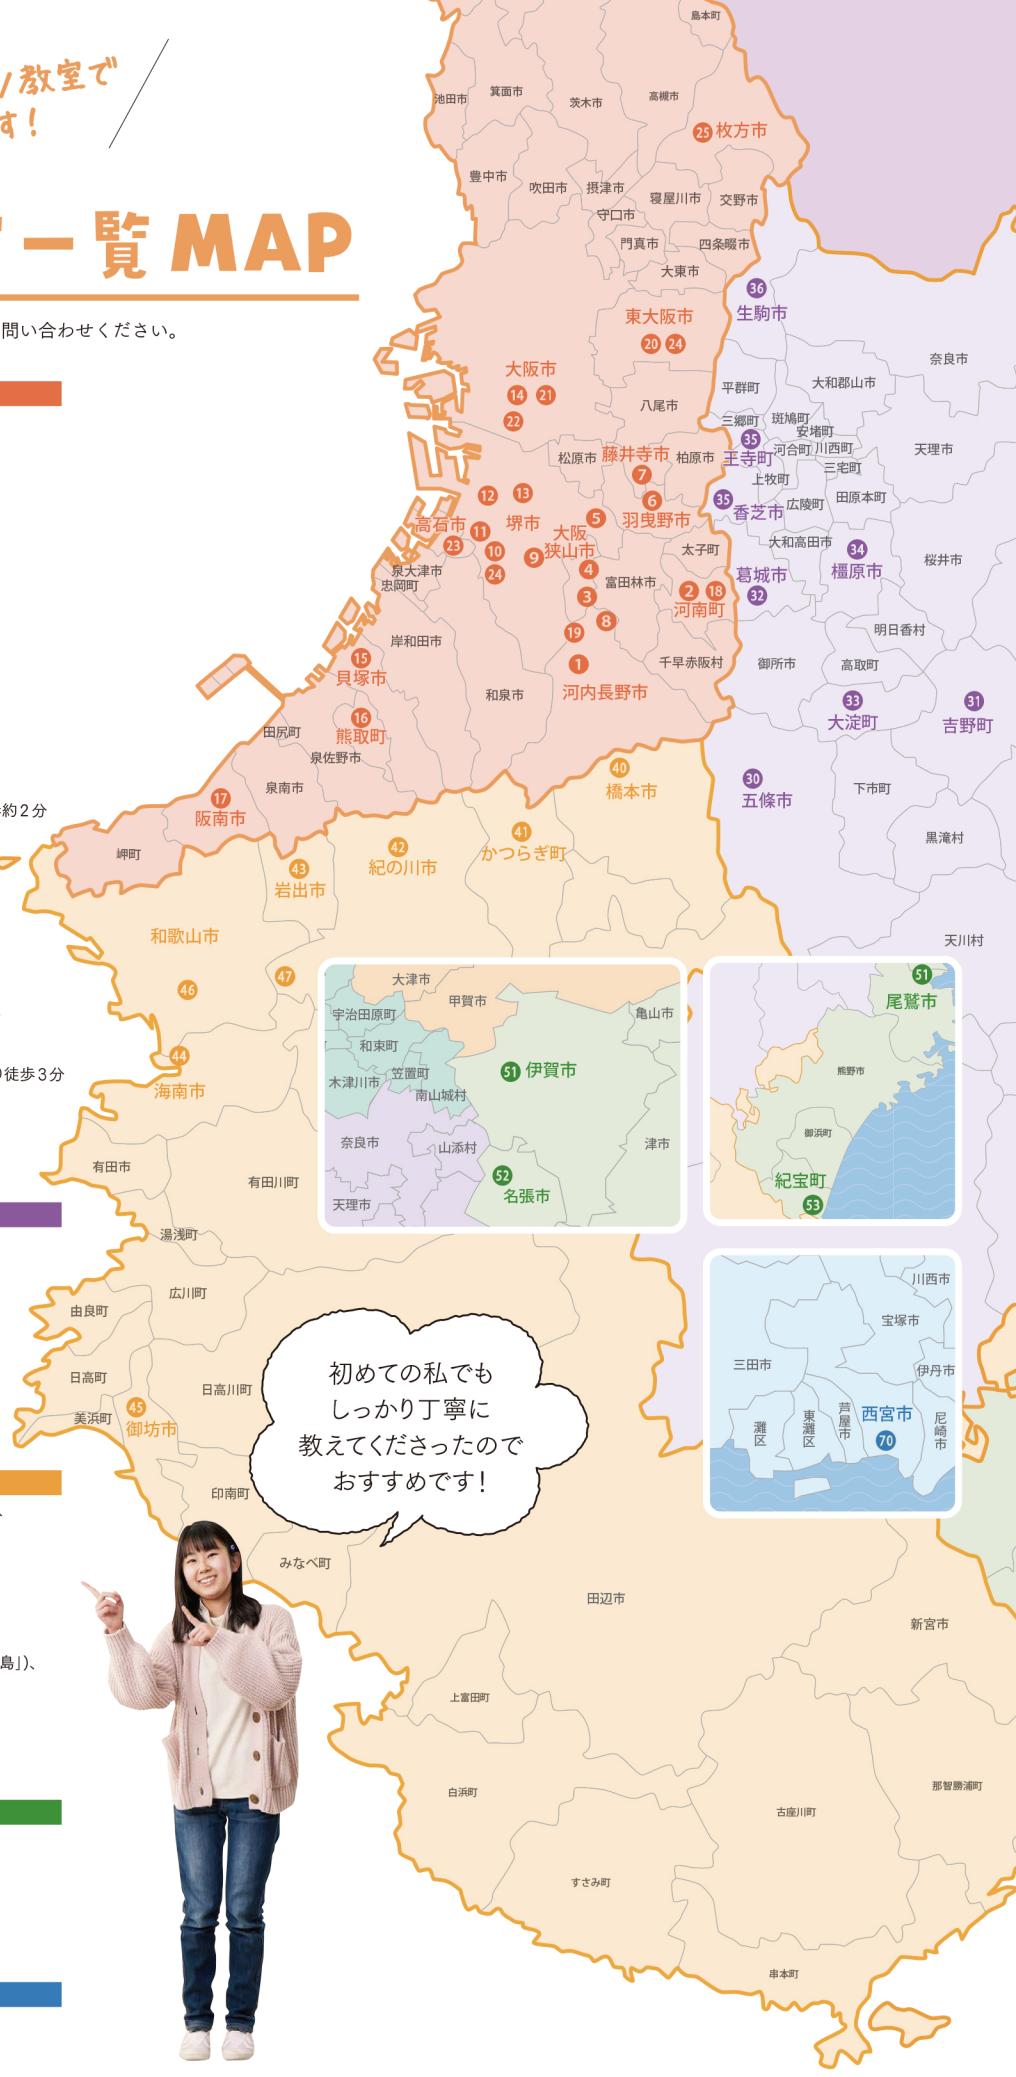 教室で
す!
一覧 MAP
問い合わせください。
約2分
徒歩3分
島」)、
島本町
池田市
箕面市
茨木市
高槻市
25 枚方市
豊中市
吹田市
摂津市
守口市
寝屋川市
交野市
門真市
四条畷市
大東市
東大阪市
20 24
大阪市
14 21
22
八尾市
松原市
藤井寺市
7
柏原市
6
羽曳野市
12 13
堺市
高石市
23
11
10
24
9
5
大阪
狭山市
4
3
8
19
1
河内長野市
富田林市
太子町
2 18
河南町
千早赤阪村
泉大津市
忠岡町
岸和田市
和泉市
15
貝塚市
16
熊取町
田尻町
泉佐野市
泉南市
17
阪南市
岬町
36
生駒市
奈良市
平群町
大和郡山市
三郷町
斑鳩町
安堵町
35
王寺町
河合町
川西町
三宅町
天理市
上牧町
35
香芝市
広陵町
田原本町
大和高田市
34
橿原市
桜井市
葛城市
32
明日香村
御所市
高取町
33
大淀町
31
吉野町
30
五條市
下市町
黒滝村
天川村
40
橋本市
41
かつらぎ町
42
紀の川市
43
岩出市
和歌山市
46
47
44
海南市
有田市
有田川町
湯浅町
広川町
由良町
日高町
日高川町
美浜町
45
御坊市
印南町
みなべ町
田辺市
新宮市
上富田町
白浜町
那智勝浦町
古座川町
すさみ町
串本町
大津市
甲賀市
宇治田原町
亀山市
和束町
木津川市
笠置町
南山城村
51 伊賀市
奈良市
山添村
津市
天理市
52
名張市
51
尾鷲市
熊野市
御浜町
紀宝町
53
川西市
宝塚市
三田市
伊丹市
灘区
東灘区
芦屋市
西宮市
70
尼崎市
初めての私でも
しっかり丁寧に
教えてくださったので
おすすめです!